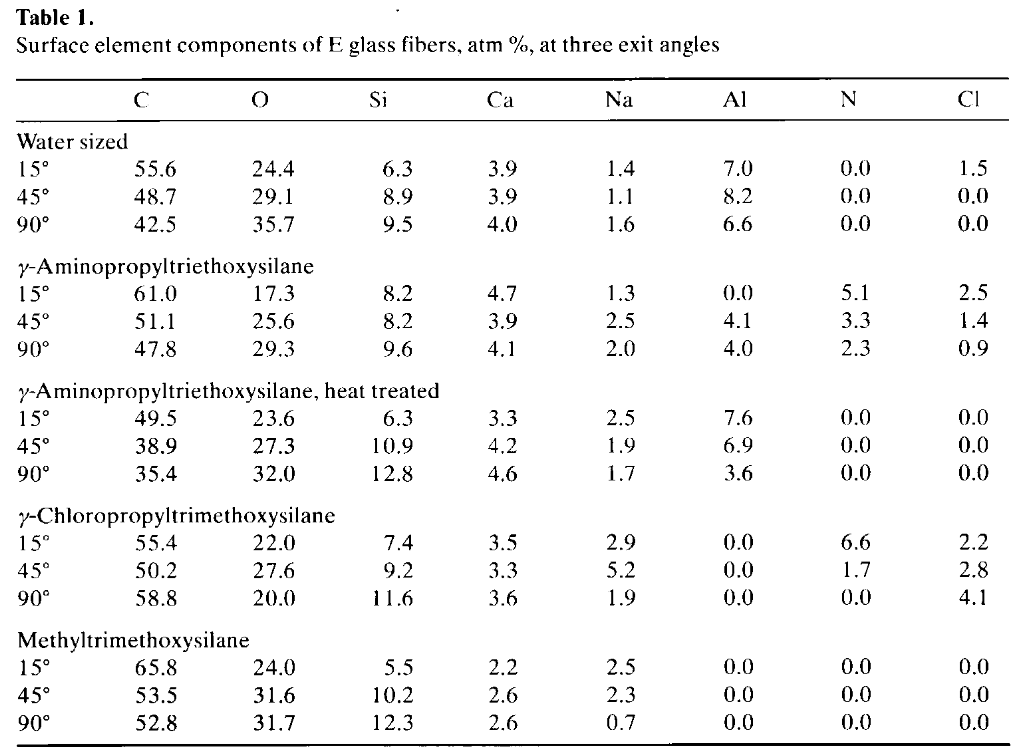 Table 1.
Surface element components of E glass fibers, atm %, at three exit angles
C O Si Ca Na Al N Cl
Water sized
15° 55.6 24.4 6.3 3.9 1.4 7.0 0.0 1.5
45° 48.7 29.1 8.9 3.9 1.1 8.2 0.0 0.0
90° 42.5 35.7 9.5 4.0 1.6 6.6 0.0 0.0
γ-Aminopropyltriethoxysilane
15° 61.0 17.3 8.2 4.7 1.3 0.0 5.1 2.5
45° 51.1 25.6 8.2 3.9 2.5 4.1 3.3 1.4
90° 47.8 29.3 9.6 4.1 2.0 4.0 2.3 0.9
γ-Aminopropyltriethoxysilane, heat treated
15° 49.5 23.6 6.3 3.3 2.5 7.6 0.0 0.0
45° 38.9 27.3 10.9 4.2 1.9 6.9 0.0 0.0
90° 35.4 32.0 12.8 4.6 1.7 3.6 0.0 0.0
γ-Chloropropyltrimethoxysilane
15° 55.4 22.0 7.4 3.5 2.9 0.0 6.6 2.2
45° 50.2 27.6 9.2 3.3 5.2 0.0 1.7 2.8
90° 58.8 20.0 11.6 3.6 1.9 0.0 0.0 4.1
Methyltrimethoxysilane
15° 65.8 24.0 5.5 2.2 2.5 0.0 0.0 0.0
45° 53.5 31.6 10.2 2.6 2.3 0.0 0.0 0.0
90° 52.8 31.7 12.3 2.6 0.7 0.0 0.0 0.0